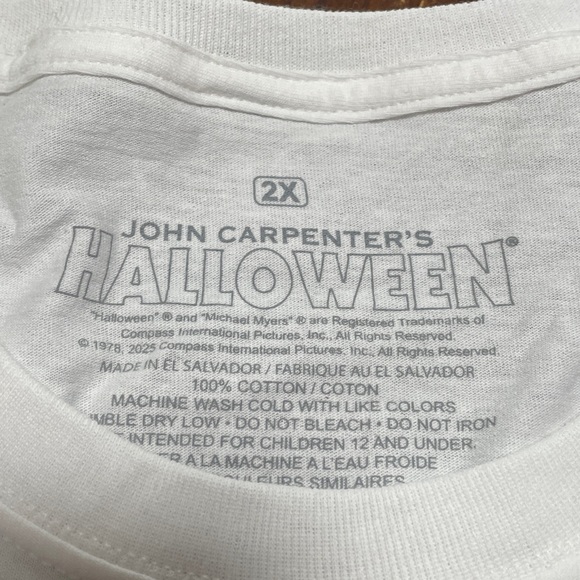 2X
JOHN CARPENTER'S
HALLOWEEN®
"Halloween" ® and "Michael Myers" ® are Registered Trademarks of
Compass International Pictures, Inc., All Rights Reserved.
© 1978, 2025 Compass International Pictures, Inc., All Rights Reserved.
MADE IN EL SALVADOR / FABRIQUE AU EL SALVADOR
100% COTTON / COTON
MACHINE WASH COLD WITH LIKE COLORS
MBLE DRY LOW • DO NOT BLEACH • DO NOT IRON
INTENDED FOR CHILDREN 12 AND UNDER.
ER A LA MACHINE A L'EAU FROIDE
SIMILAIRES